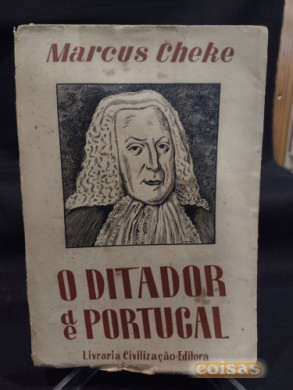 Marcus Cheke
O DITADOR
de PORTUGAL
Livraria Civilização-Editora
coisas